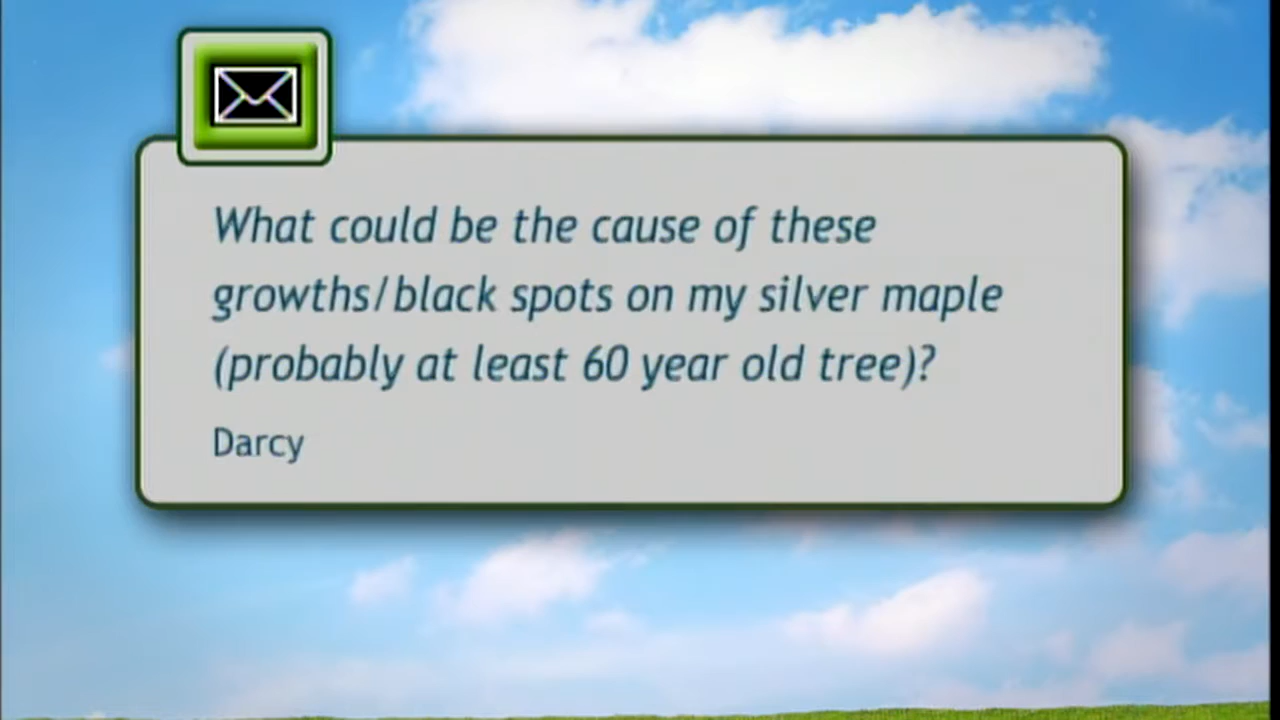 What could be the cause of these
growths/black spots on my silver maple
(probably at least 60 year old tree)?
Darcy